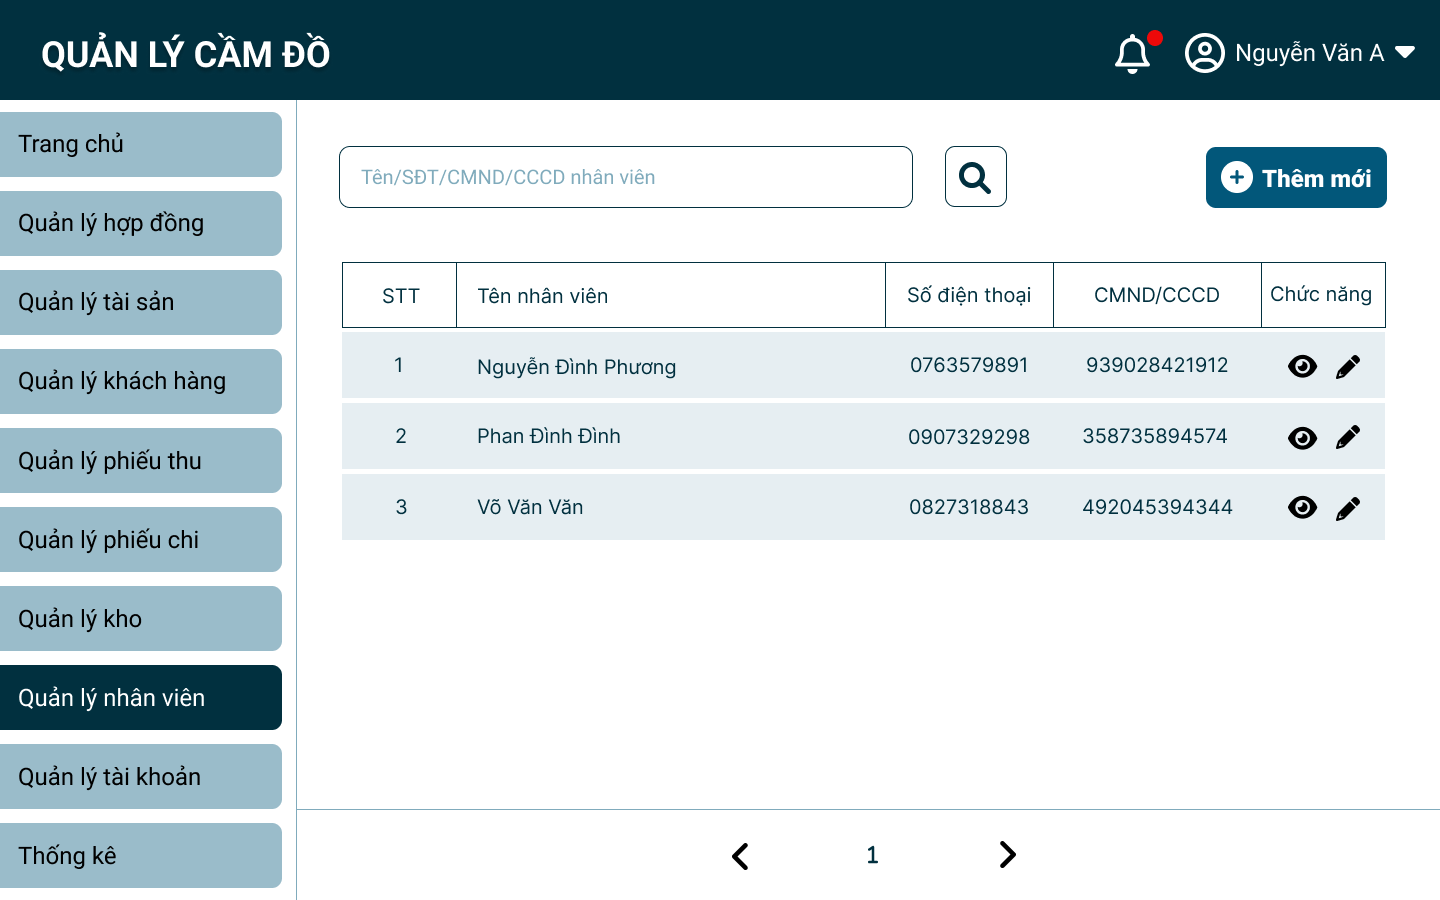 QUẢN LÝ CẦM ĐỒ
Nguyễn Văn A
Trang chủ
Quản lý hợp đồng
Quản lý tài sản
Quản lý khách hàng
Quản lý phiếu thu
Quản lý phiếu chi
Quản lý kho
Quản lý nhân viên
Quản lý tài khoản
Thống kê
Tên/SĐT/CMND/CCCD nhân viên
Thêm mới
STT Tên nhân viên Số điện thoại CMND/CCCD Chức năng
1 Nguyễn Đình Phương 0763579891 939028421912
2 Phan Đình Đình 0907329298 358735894574
3 Võ Văn Văn 0827318843 492045394344
1